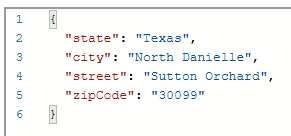 1 {
2 "state": "Texas",
3 "city": "North Danielle",
4 "street": "Sutton Orchard",
5 "zipCode": "30099"
6 }